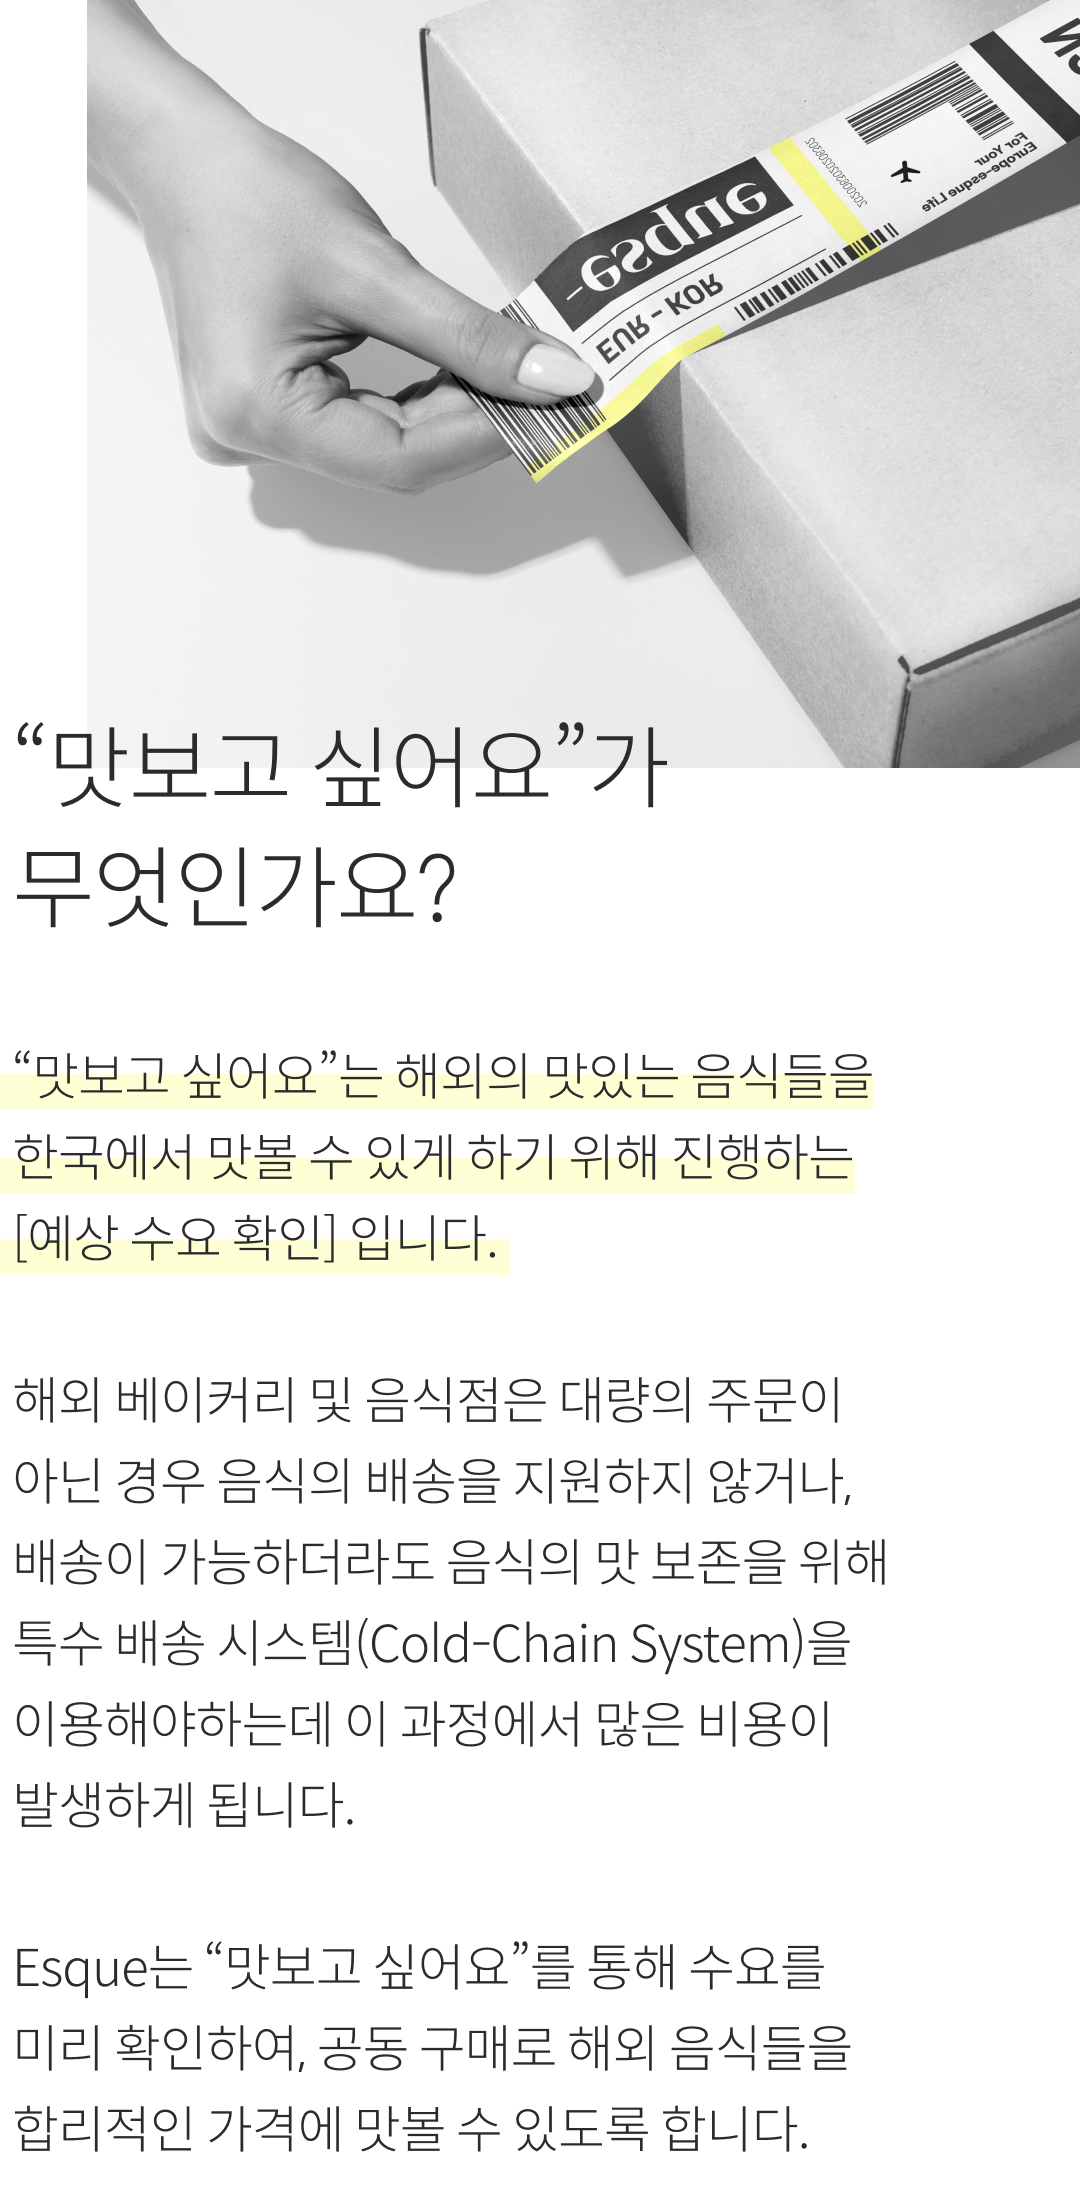 -esque
EUR - KOR
For Your
Europe-esque Life
“맛보고 싶어요”가
무엇인가요?
“맛보고 싶어요”는 해외의 맛있는 음식들을
한국에서 맛볼 수 있게 하기 위해 진행하는
[예상 수요 확인] 입니다.
해외 베이커리 및 음식점은 대량의 주문이
아닌 경우 음식의 배송을 지원하지 않거나,
배송이 가능하더라도 음식의 맛 보존을 위해
특수 배송 시스템(Cold-Chain System)을
이용해야하는데 이 과정에서 많은 비용이
발생하게 됩니다.
Esque는 “맛보고 싶어요”를 통해 수요를
미리 확인하여, 공동 구매로 해외 음식들을
합리적인 가격에 맛볼 수 있도록 합니다.